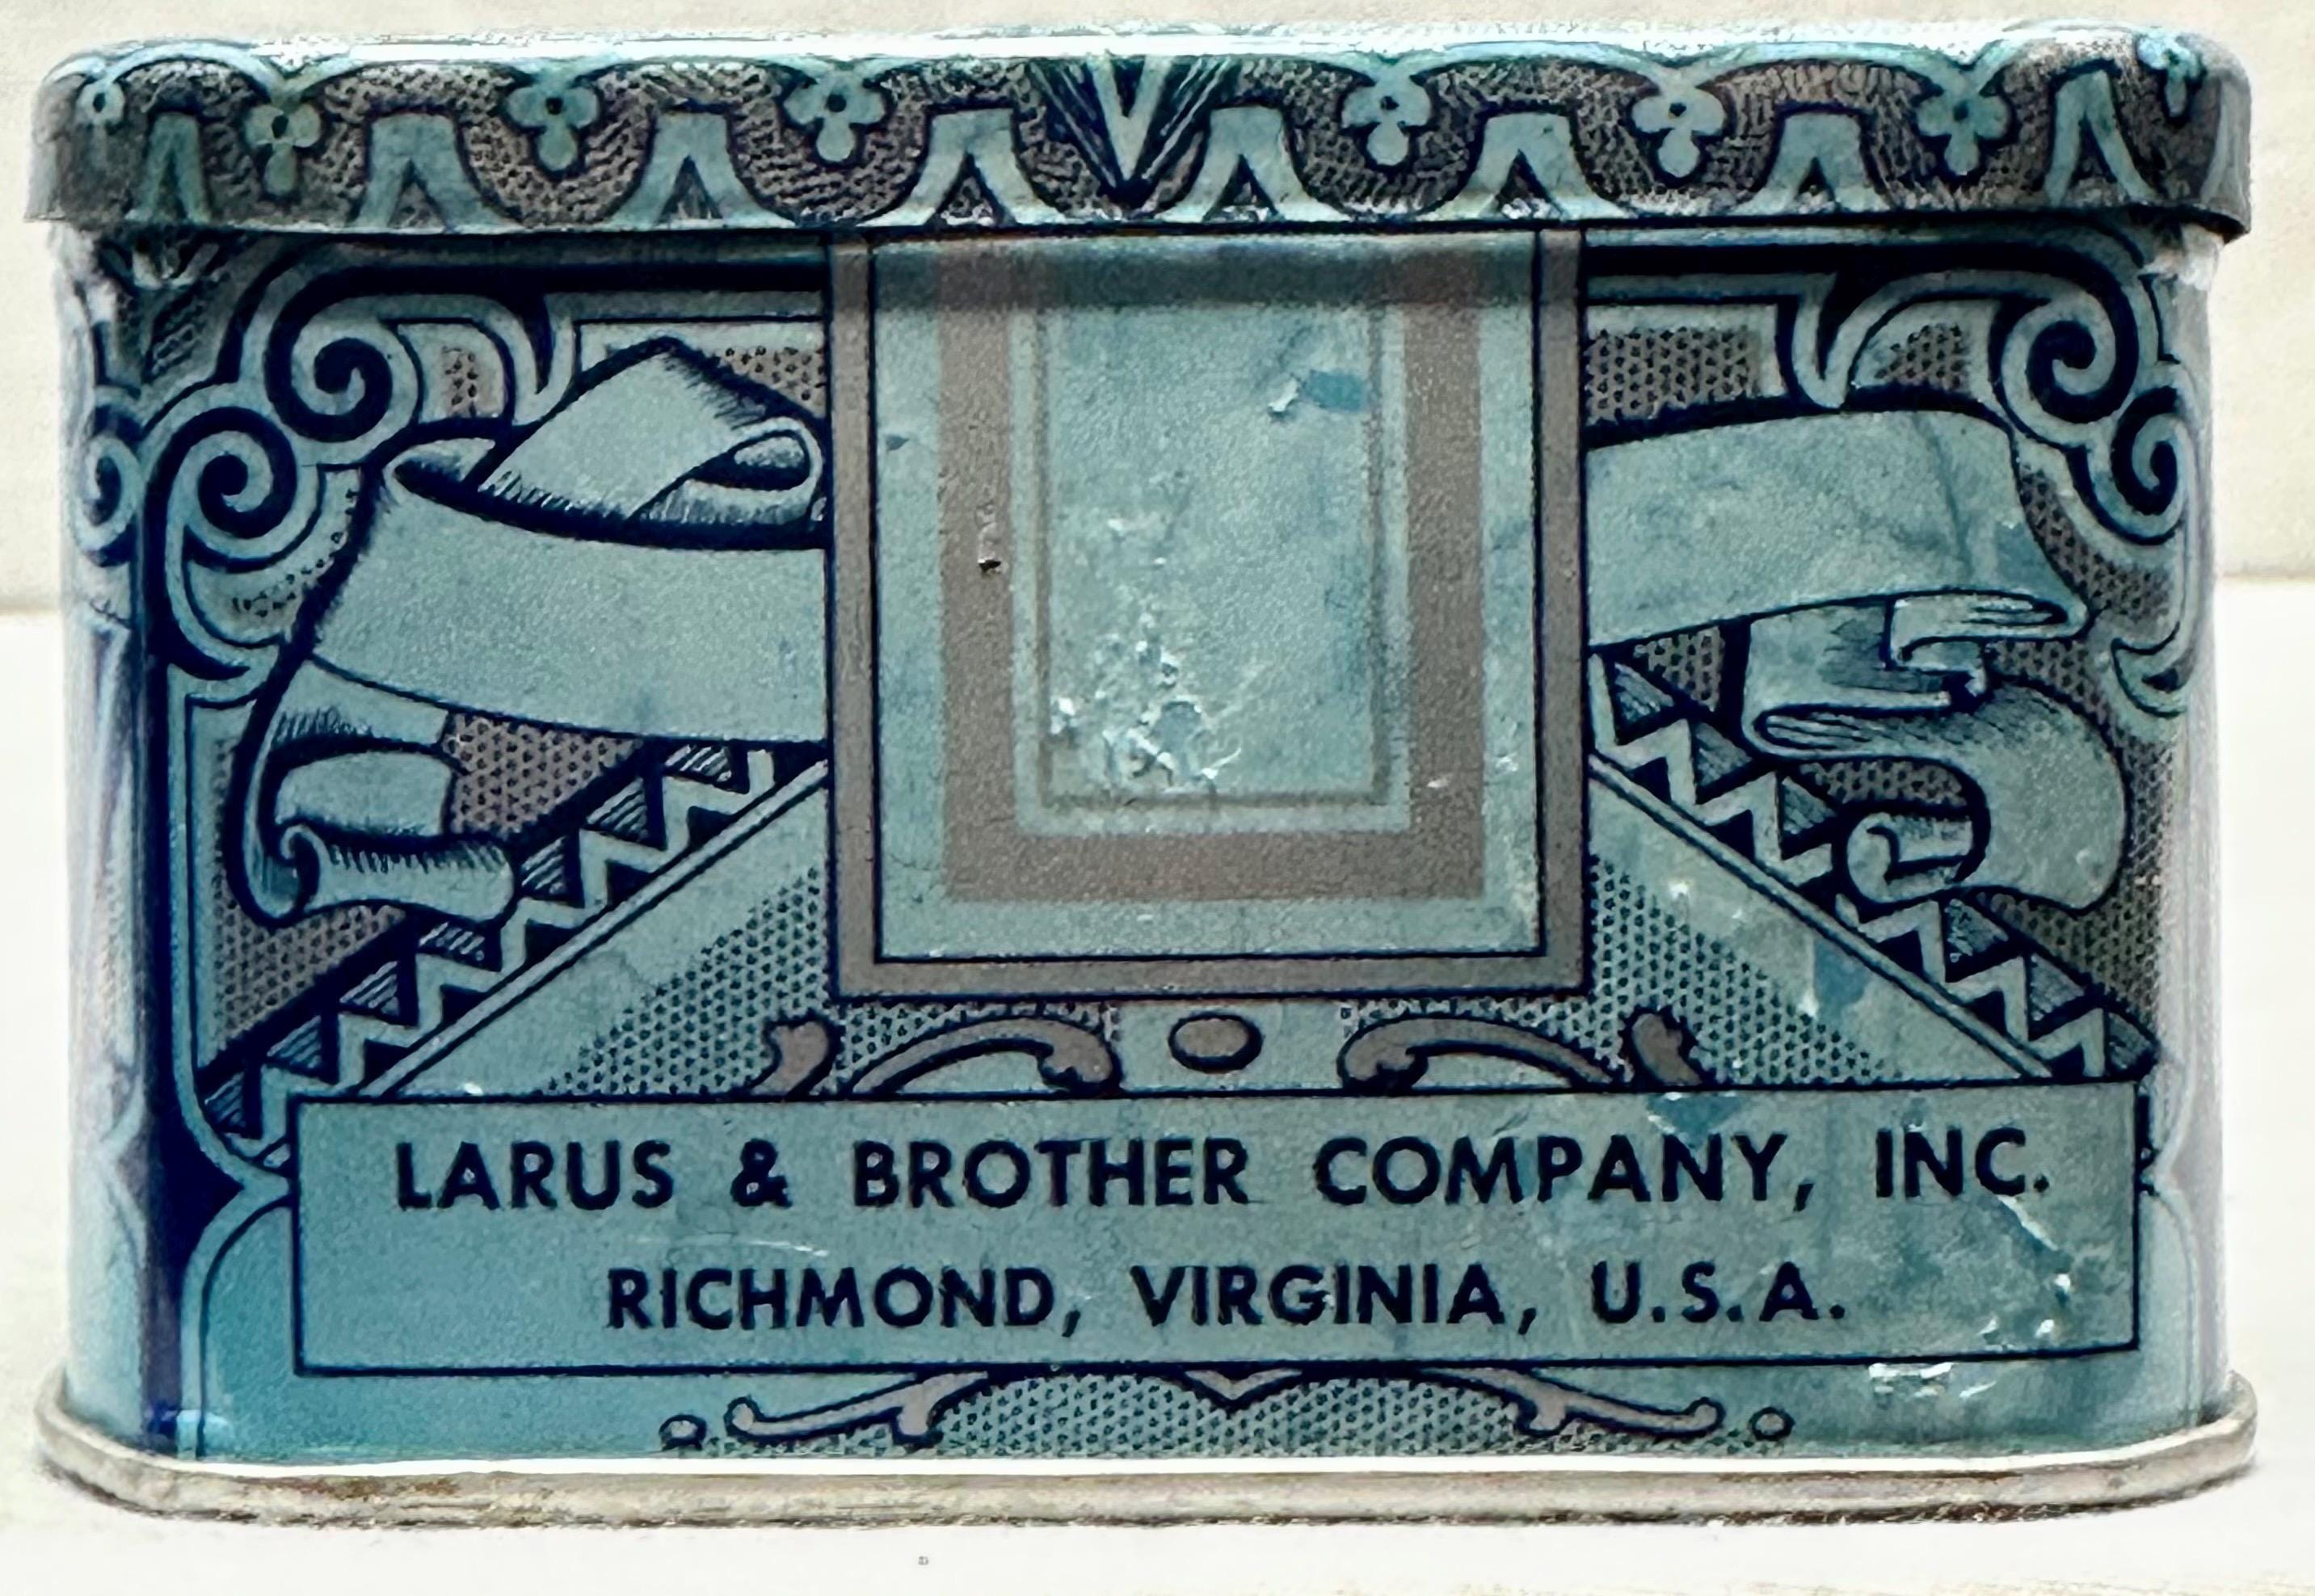 LARUS & BROTHER COMPANY, INC.
RICHMOND, VIRGINIA, U.S.A.